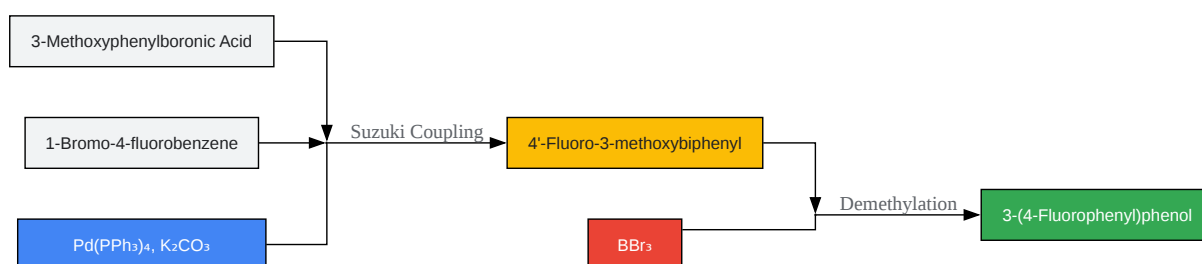 3-Methoxyphenylboronic Acid
1-Bromo-4-fluorobenzene
Suzuki Coupling
4'-Fluoro-3-methoxybiphenyl
Demethylation
3-(4-Fluorophenyl)phenol
Pd(PPh₃)₄, K₂CO₃
BBr₃